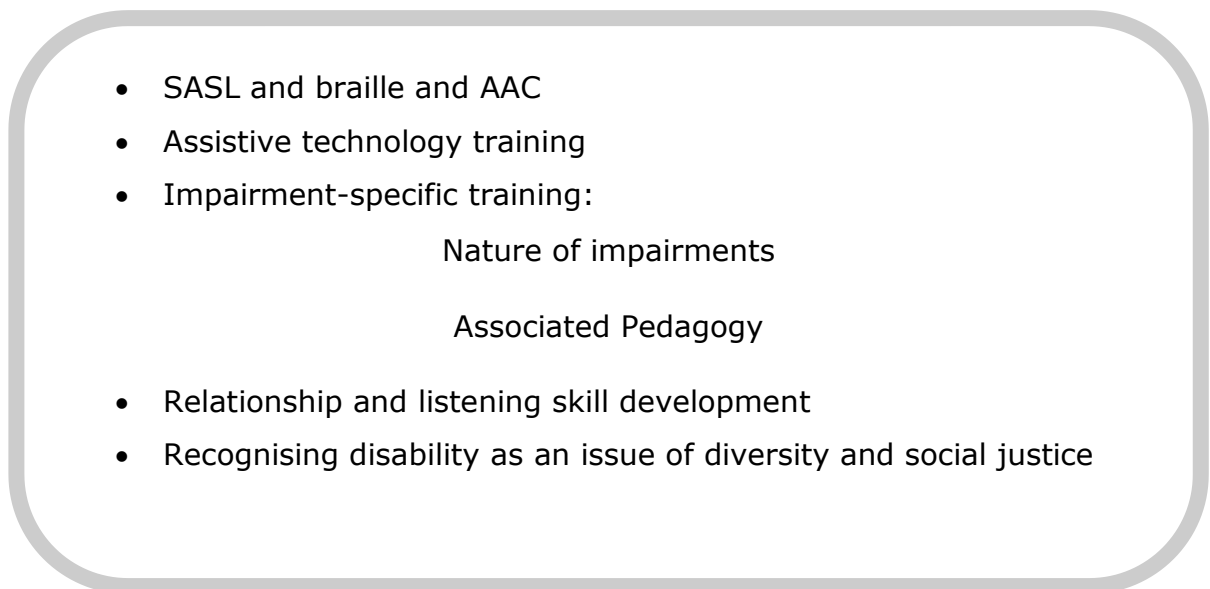 • SASL and braille and AAC
• Assistive technology training
• Impairment-specific training:
Nature of impairments
Associated Pedagogy
• Relationship and listening skill development
• Recognising disability as an issue of diversity and social justice